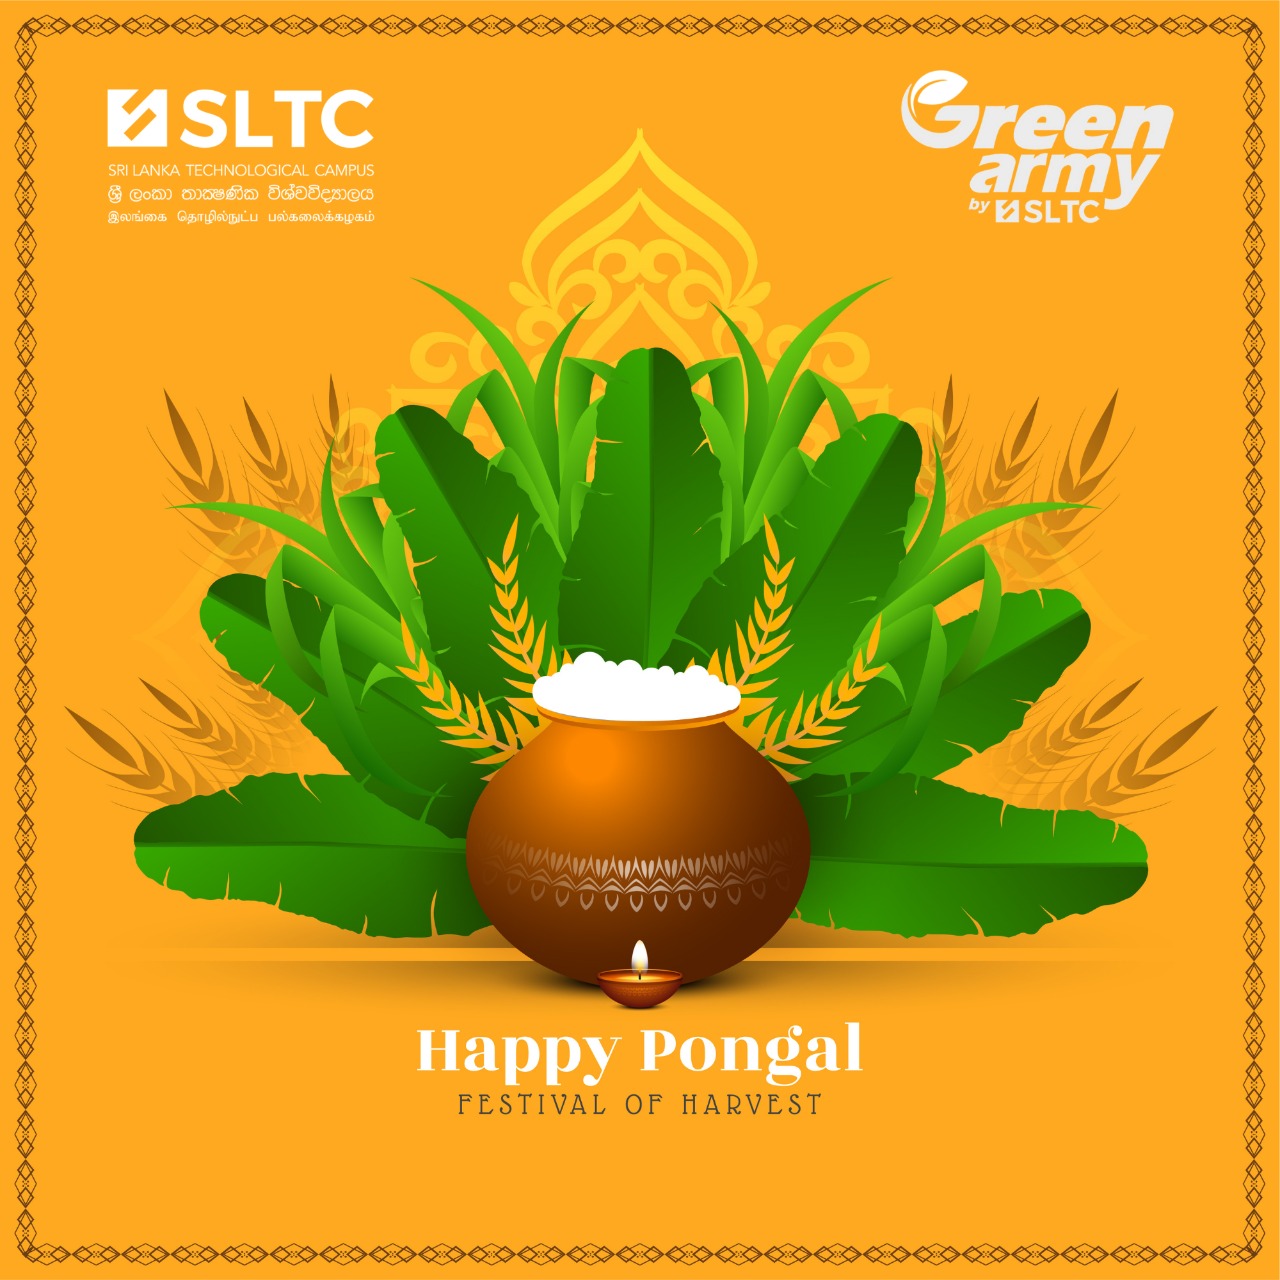 SLTC
SRI LANKA TECHNOLOGICAL CAMPUS
ශ්‍රී ලංකා තාක්ෂණික විශ්වවිද්‍යාලය
இலங்கை தொழில்நுட்ப பல்கலைக்கழகம்
Green
army
by SLTC
Happy Pongal
FESTIVAL OF HARVEST